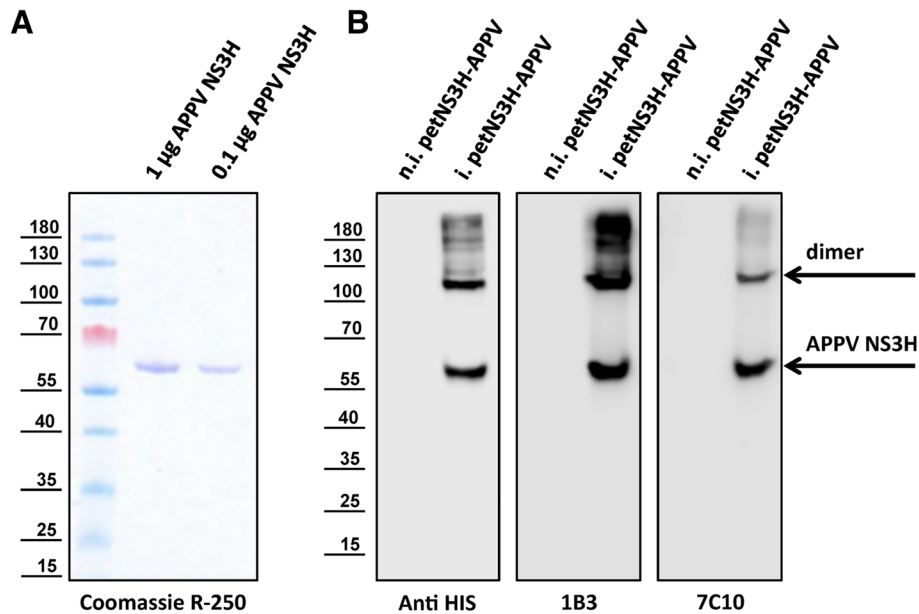 A
1 µg APPV NS3H
0.1 µg APPV NS3H
180
130
100
70
55
40
35
25
15
Coomassie R-250
B
n.i. petNS3H-APPV
i. petNS3H-APPV
n.i. petNS3H-APPV
i. petNS3H-APPV
n.i. petNS3H-APPV
i. petNS3H-APPV
180
130
100
70
55
40
35
25
15
dimer
APPV NS3H
Anti HIS
1B3
7C10